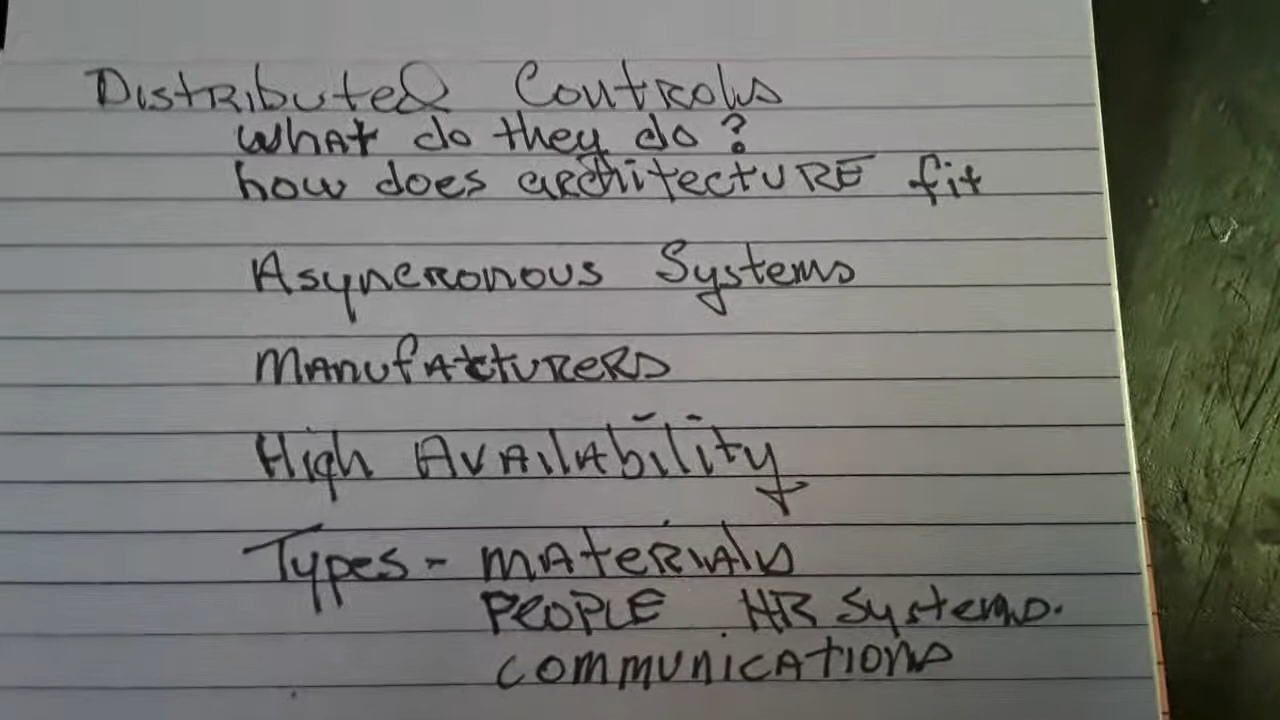 Distributed Controls
What do they do?
how does architectURE fit
Asyncronous Systems
MANufActurers
High AvAilAbility
Types - MAteriAls
PEOPLE HR Systems.
COMMUNICATIONS